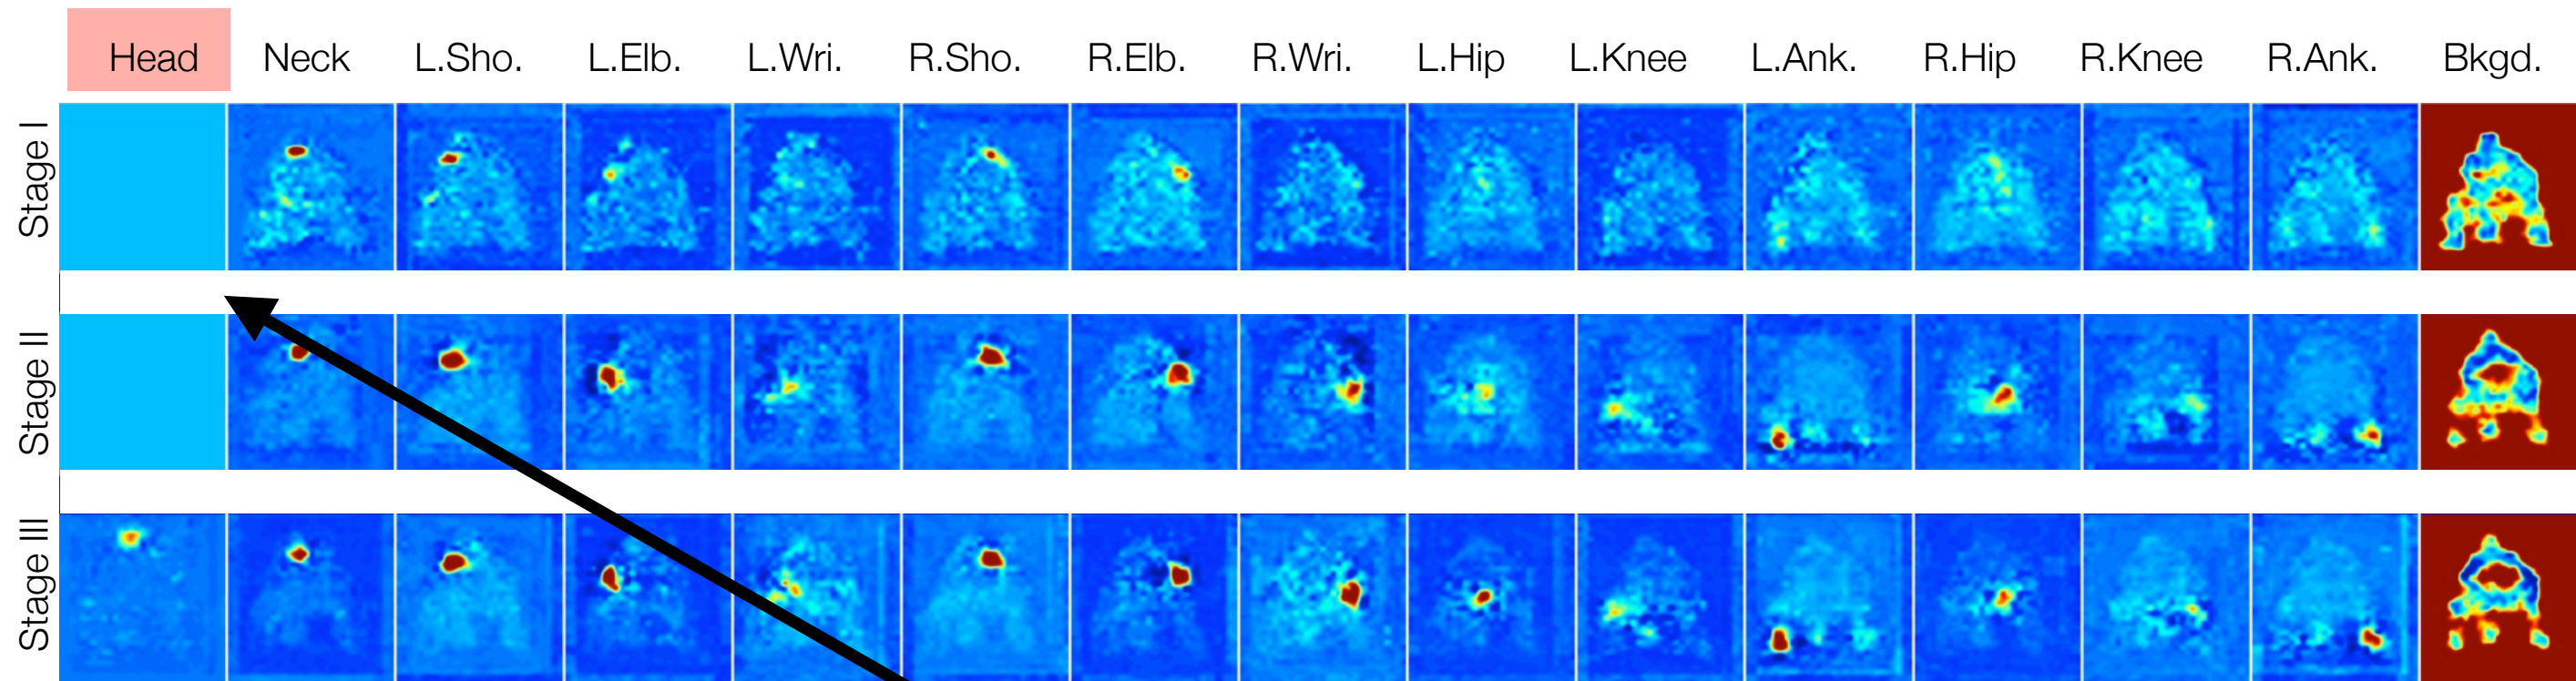 Head Neck L.Sho. L.Elb. L.Wri. R.Sho. R.Elb. R.Wri. L.Hip L.Knee L.Ank. R.Hip R.Knee R.Ank. Bkgd.
Stage I
Stage II
Stage III